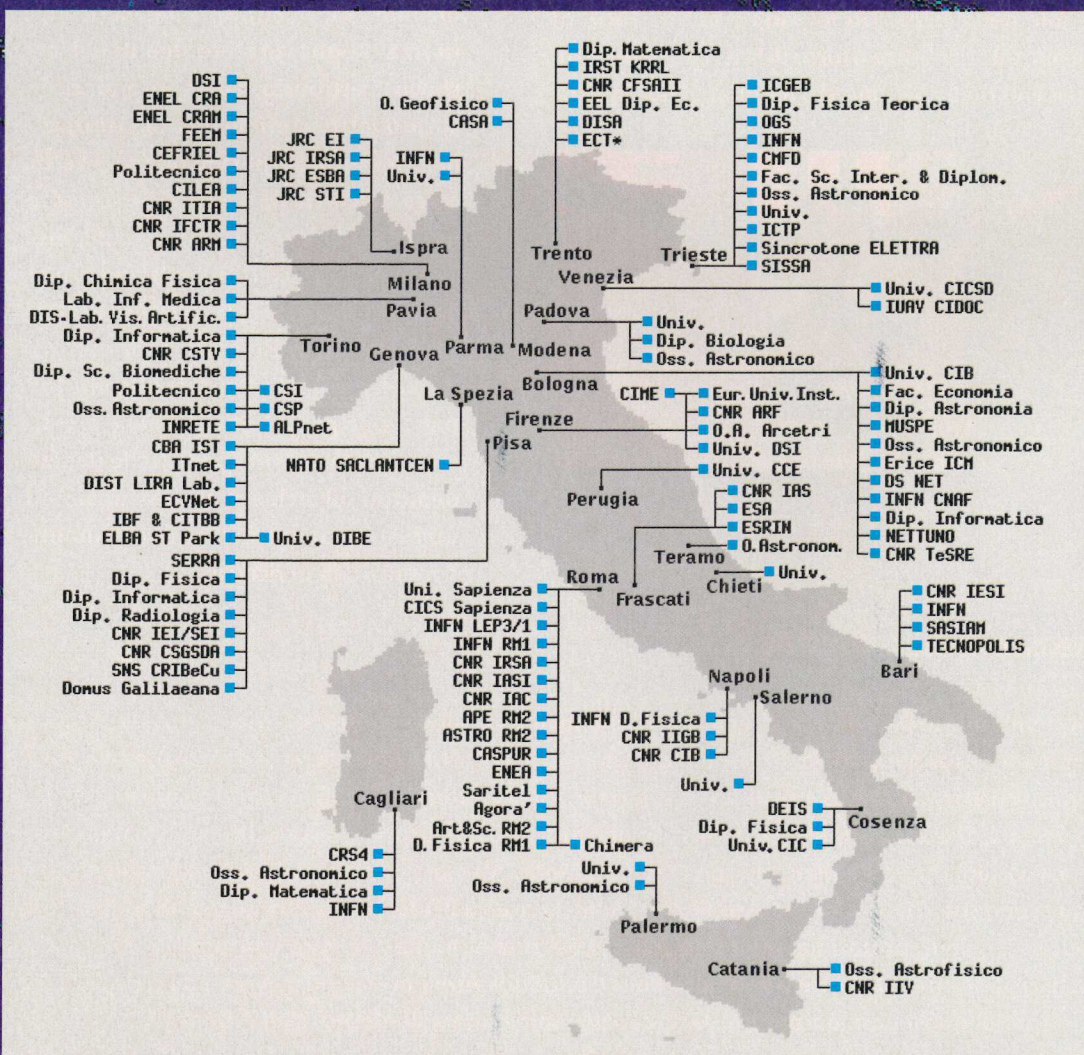 DSI
ENEL CRA
ENEL CRAM
FEEM
CEFRIEL
Politecnico
CILEA
CNR ITIA
CNR IFCTR
CNR ARM
Milano
JRC EI
JRC IRSA
JRC ESBA
JRC STI
Ispra
O. Geofisico
CASA
Modena
INFN
Univ.
Parma
Dip. Matematica
IRST KRRL
CNR CFSAII
EEL Dip. Ec.
DISA
ECT*
Trento
ICGEB
Dip. Fisica Teorica
OGS
INFN
CMFD
Fac. Sc. Inter. & Diplom.
Oss. Astronomico
Univ.
ICTP
Sincrotone ELETTRA
SISSA
Trieste
Venezia
Univ. CICSD
IUAV CIDOC
Dip. Chimica Fisica
Lab. Inf. Medica
DIS-Lab. Vis. Artific.
Pavia
Padova
Univ.
Dip. Biologia
Oss. Astronomico
Dip. Informatica
CNR CSTV
Dip. Sc. Biomediche
Politecnico
CSI
Oss. Astronomico
CSP
INRETE
ALPnet
Torino
Genova
CBA IST
ITnet
DIST LIRA Lab.
ECVNet
IBF & CITBB
ELBA ST Park
Univ. DIBE
La Spezia
NATO SACLANTCEN
Bologna
Univ. CIB
Fac. Economia
Dip. Astronomia
MUSPE
Oss. Astronomico
Erice ICM
DS NET
INFN CNAF
Dip. Informatica
NETTUNO
CNR TeSRE
Firenze
CIME
Eur. Univ. Inst.
CNR ARF
O.A. Arcetri
Univ. DSI
Pisa
SERRA
Dip. Fisica
Dip. Informatica
Dip. Radiologia
CNR IEI/SEI
CNR CSGSDA
SNS CRIBeCu
Domus Galilaeana
Perugia
Univ. CCE
CNR IAS
ESA
ESRIN
Frascati
Teramo
O.Astronom.
Chieti
Univ.
Roma
Uni. Sapienza
CICS Sapienza
INFN LEP3/1
INFN RM1
CNR IRSA
CNR IASI
CNR IAC
APE RM2
ASTRO RM2
CASPUR
ENEA
Saritel
Agora'
Art&Sc. RM2
D. Fisica RM1
Chimera
CNR IESI
INFN
SASIAM
TECNOPOLIS
Bari
Napoli
INFN D.Fisica
CNR IIGB
CNR CIB
Salerno
Univ.
DEIS
Dip. Fisica
Univ. CIC
Cosenza
Cagliari
CRS4
Oss. Astronomico
Dip. Matematica
INFN
Univ.
Oss. Astronomico
Palermo
Catania
Oss. Astrofisico
CNR IIV